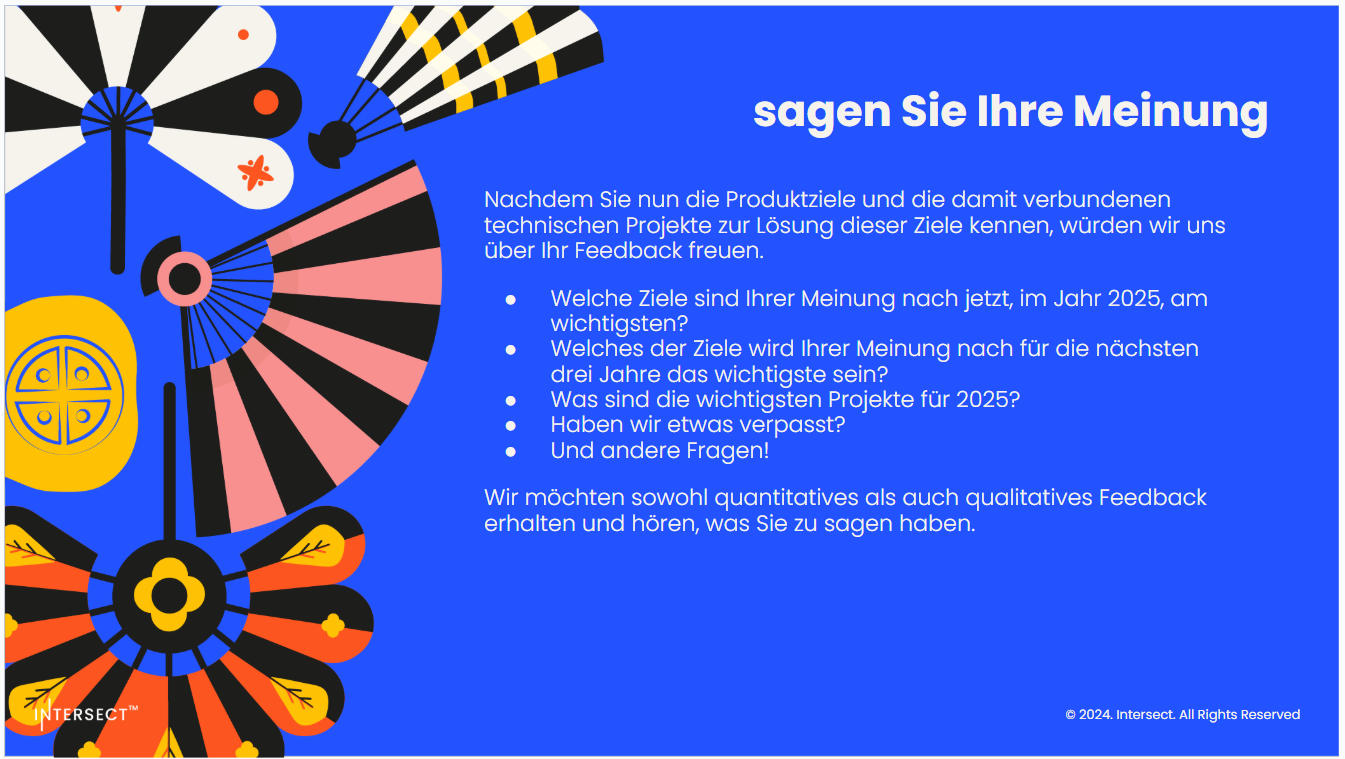 sagen Sie Ihre Meinung
Nachdem Sie nun die Produktziele und die damit verbundenen
technischen Projekte zur Lösung dieser Ziele kennen, würden wir uns
über Ihr Feedback freuen.
● Welche Ziele sind Ihrer Meinung nach jetzt, im Jahr 2025, am
wichtigsten?
● Welches der Ziele wird Ihrer Meinung nach für die nächsten
drei Jahre das wichtigste sein?
● Was sind die wichtigsten Projekte für 2025?
● Haben wir etwas verpasst?
● Und andere Fragen!
Wir möchten sowohl quantitatives als auch qualitatives Feedback
erhalten und hören, was Sie zu sagen haben.
INTERSECT™
© 2024. Intersect. All Rights Reserved